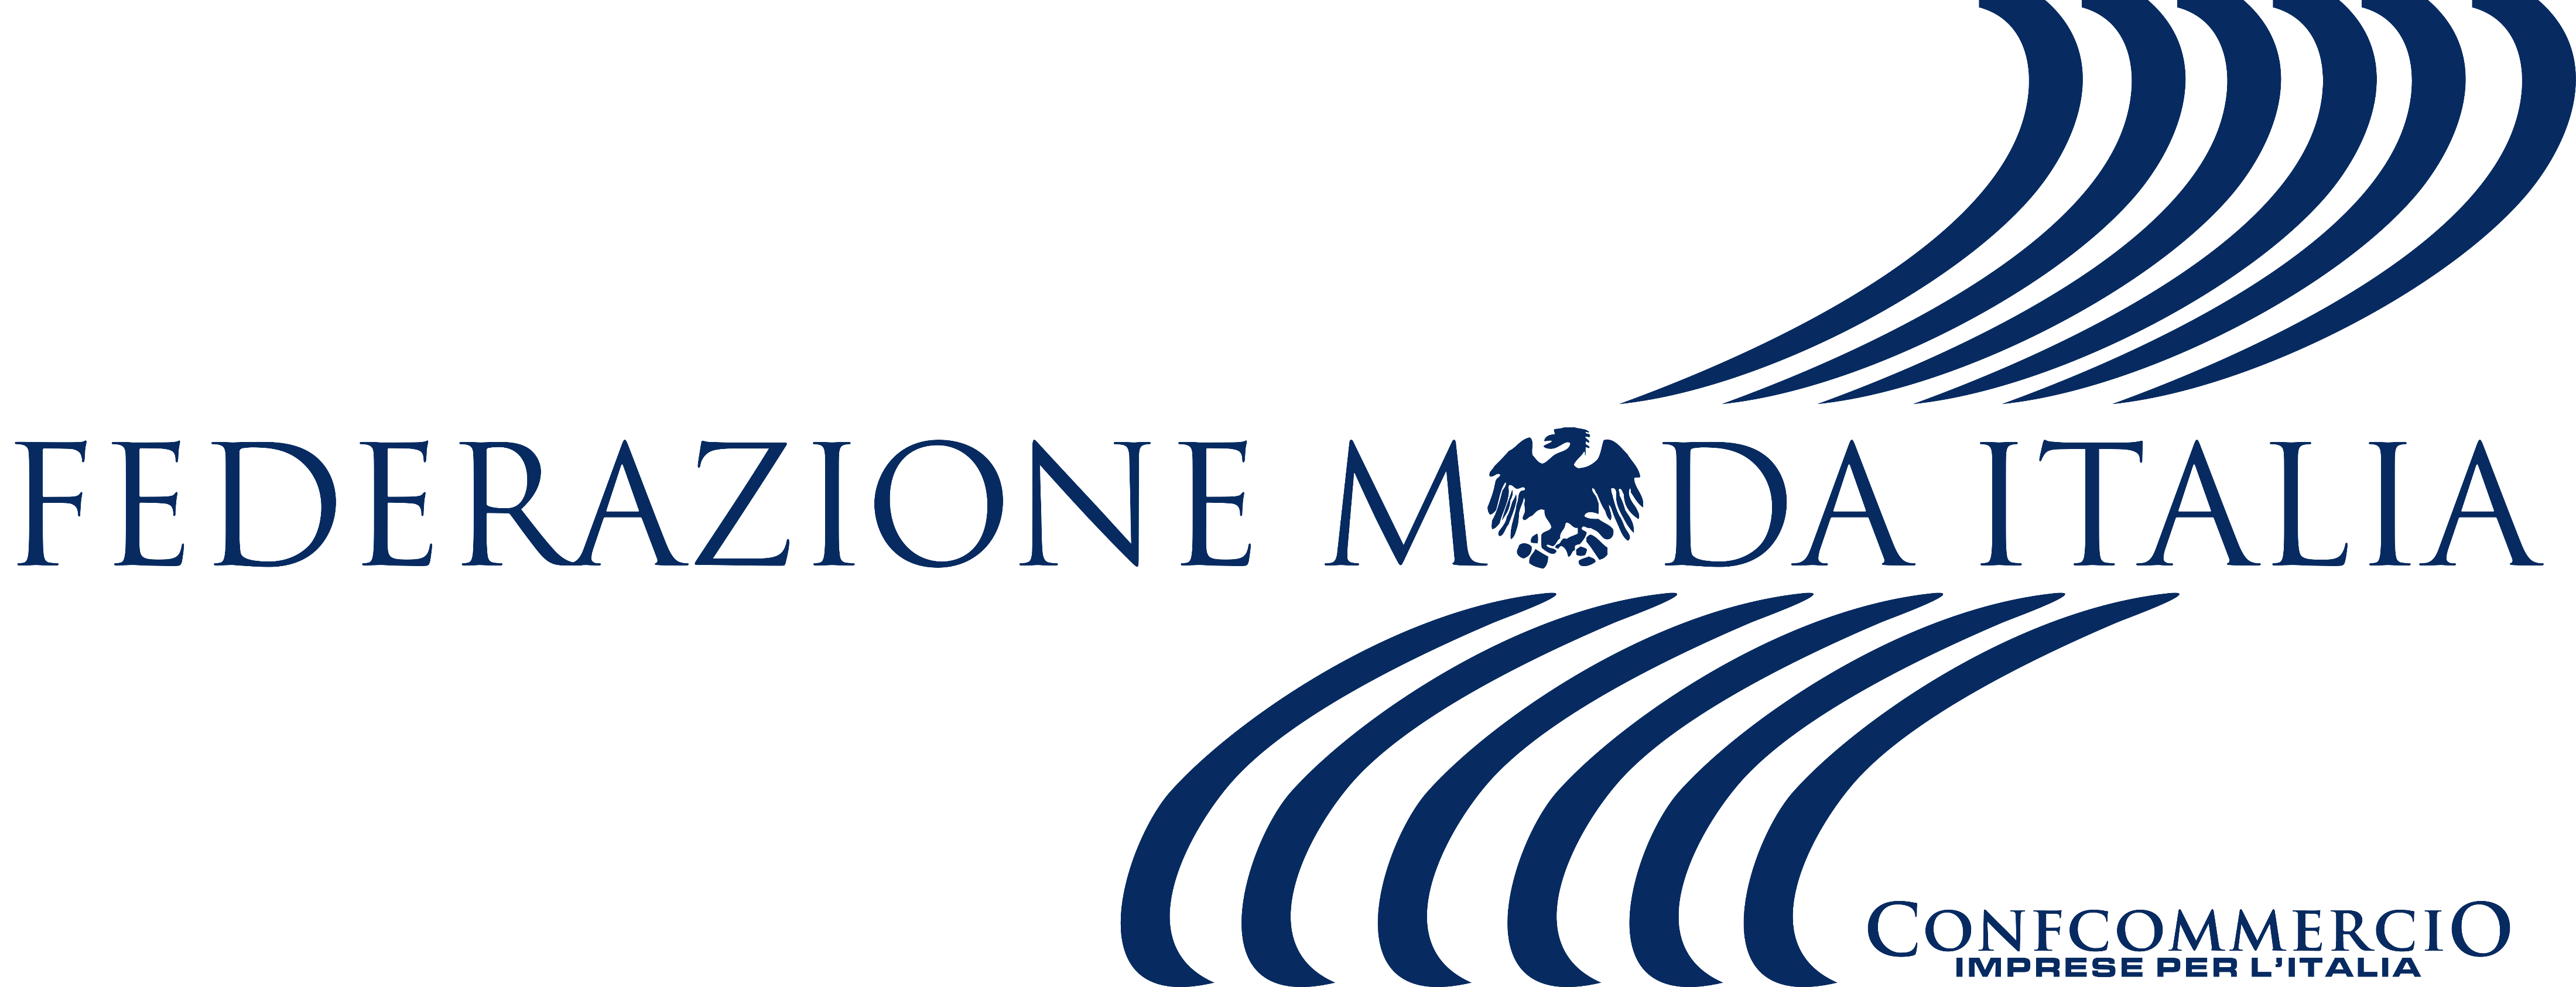 FEDERAZIONE MODA ITALIA
CONFCOMMERCIO
IMPRESE PER L'ITALIA